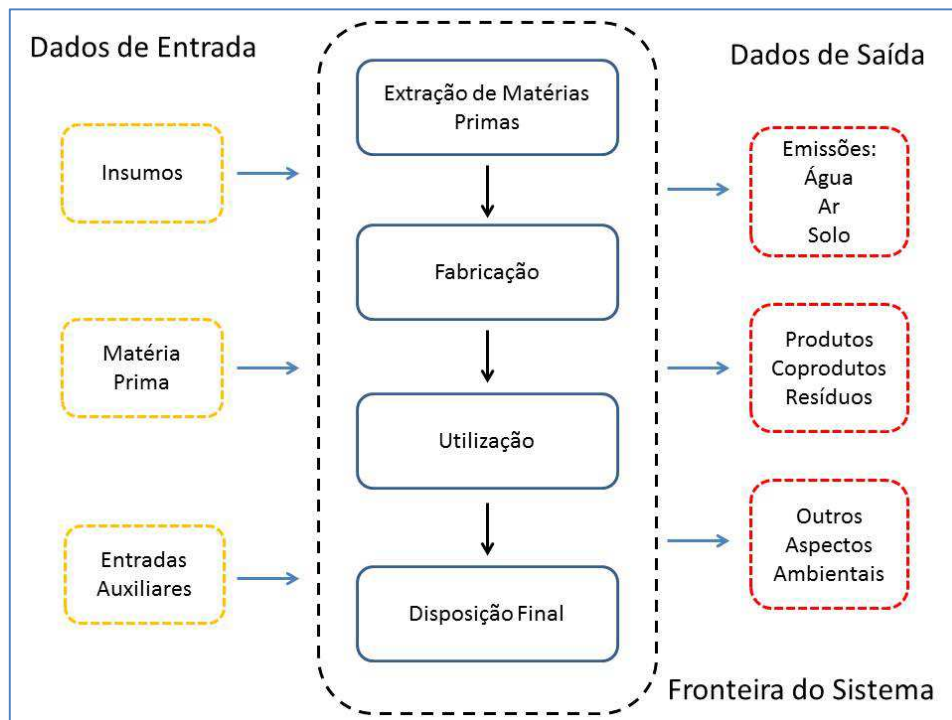 Dados de Entrada
Insumos
Matéria
Prima
Entradas
Auxiliares
Extração de Matérias
Primas
Fabricação
Utilização
Disposição Final
Dados de Saída
Emissões:
Água
Ar
Solo
Produtos
Coprodutos
Resíduos
Outros
Aspectos
Ambientais
Fronteira do Sistema